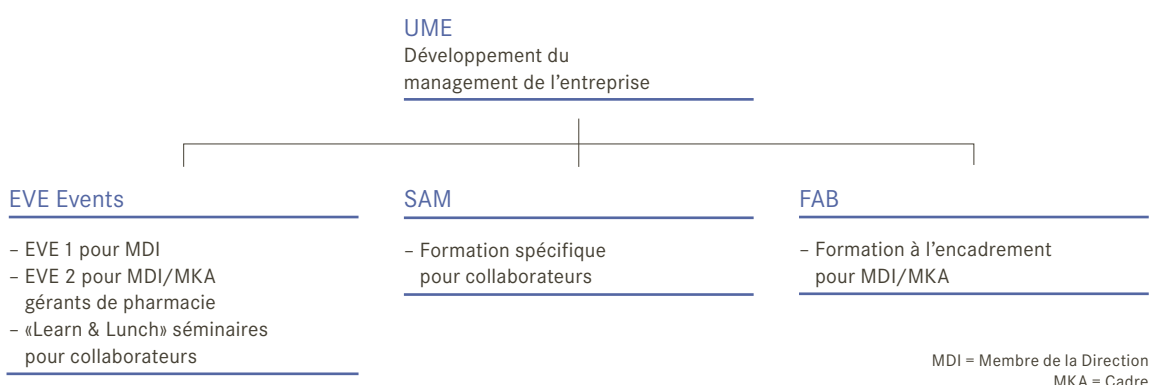 UME
Développement du
management de l'entreprise
EVE Events
– EVE 1 pour MDI
– EVE 2 pour MDI/MKA
gérants de pharmacie
– «Learn & Lunch» séminaires
pour collaborateurs
SAM
– Formation spécifique
pour collaborateurs
FAB
– Formation à l'encadrement
pour MDI/MKA
MDI = Membre de la Direction
MKA = Cadre